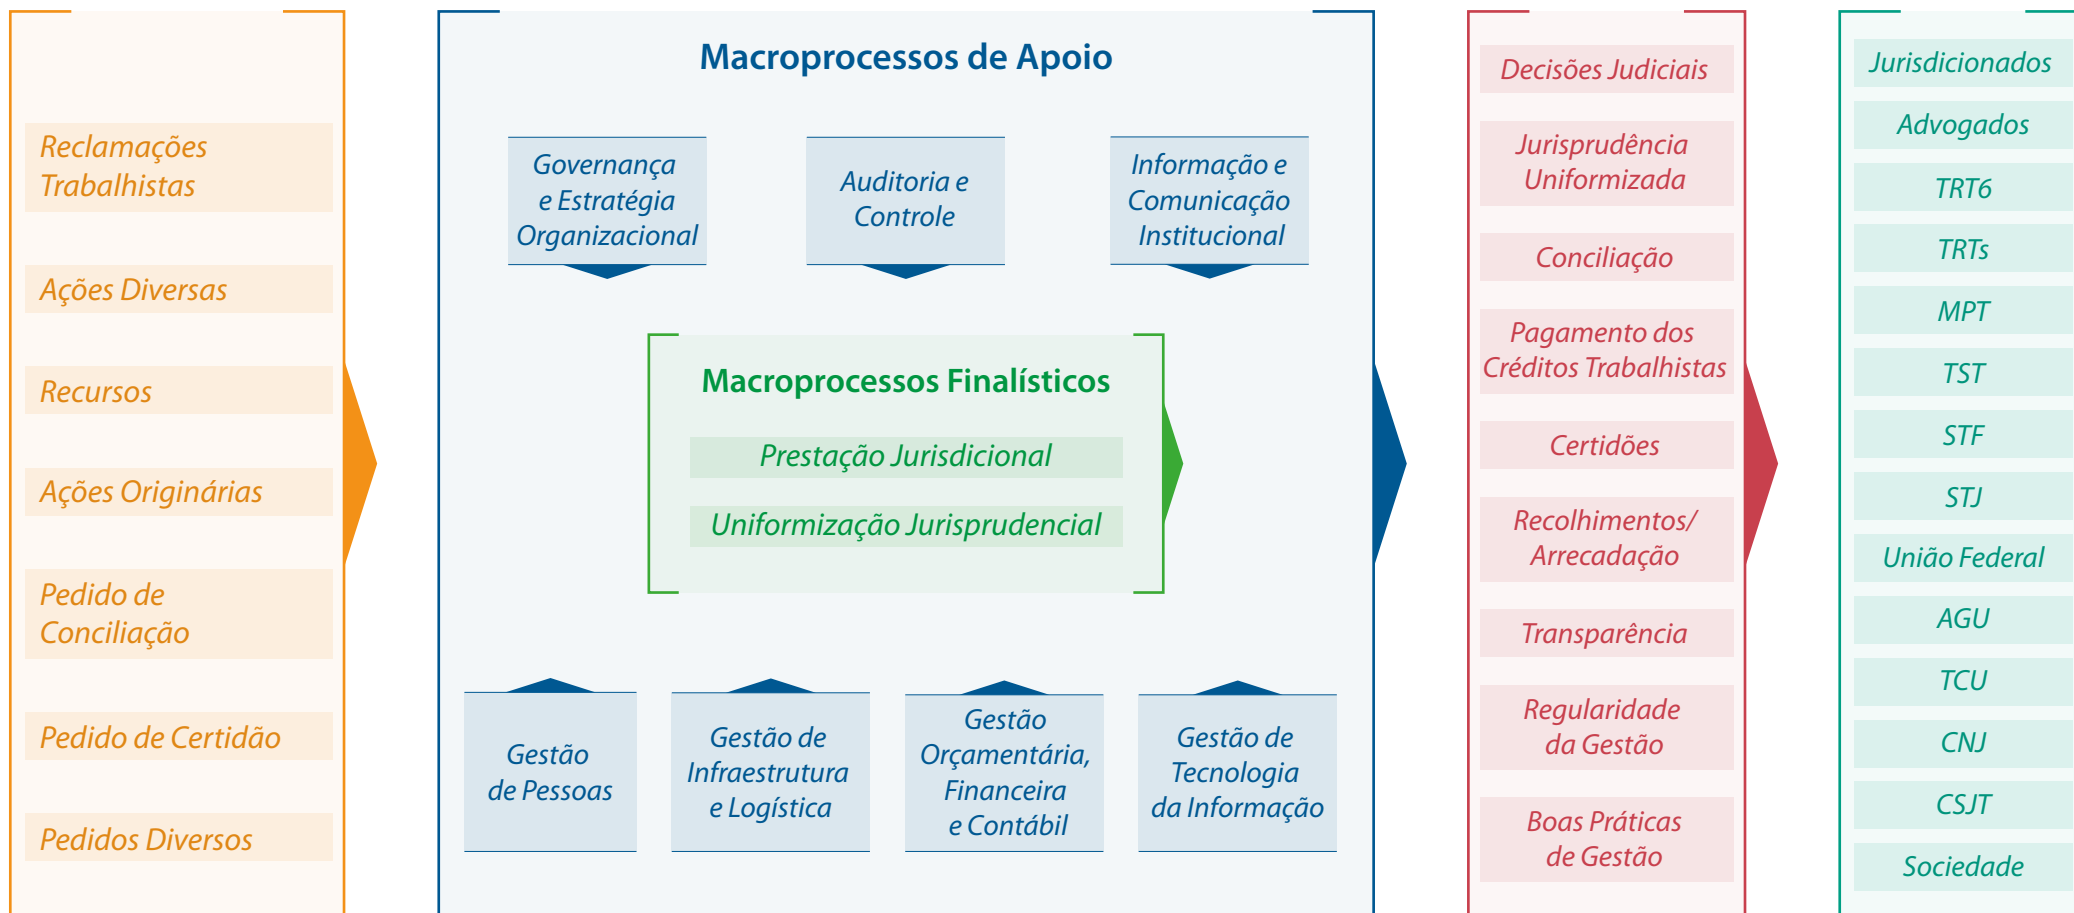 Reclamações
Trabalhistas
Ações Diversas
Recursos
Ações Originárias
Pedido de
Conciliação
Pedido de Certidão
Pedidos Diversos
Macroprocessos de Apoio
Governança
e Estratégia
Organizacional
Auditoria e
Controle
Informação e
Comunicação
Institucional
Macroprocessos Finalísticos
Prestação Jurisdicional
Uniformização Jurisprudencial
Gestão
de Pessoas
Gestão de
Infraestrutura
e Logística
Gestão
Orçamentária,
Financeira
e Contábil
Gestão de
Tecnologia
da Informação
Decisões Judiciais
Jurisprudência
Uniformizada
Conciliação
Pagamento dos
Créditos Trabalhistas
Certidões
Recolhimentos/
Arrecadação
Transparência
Regularidade
da Gestão
Boas Práticas
de Gestão
Jurisdicionados
Advogados
TRT6
TRTs
MPT
TST
STF
STJ
União Federal
AGU
TCU
CNJ
CSJT
Sociedade